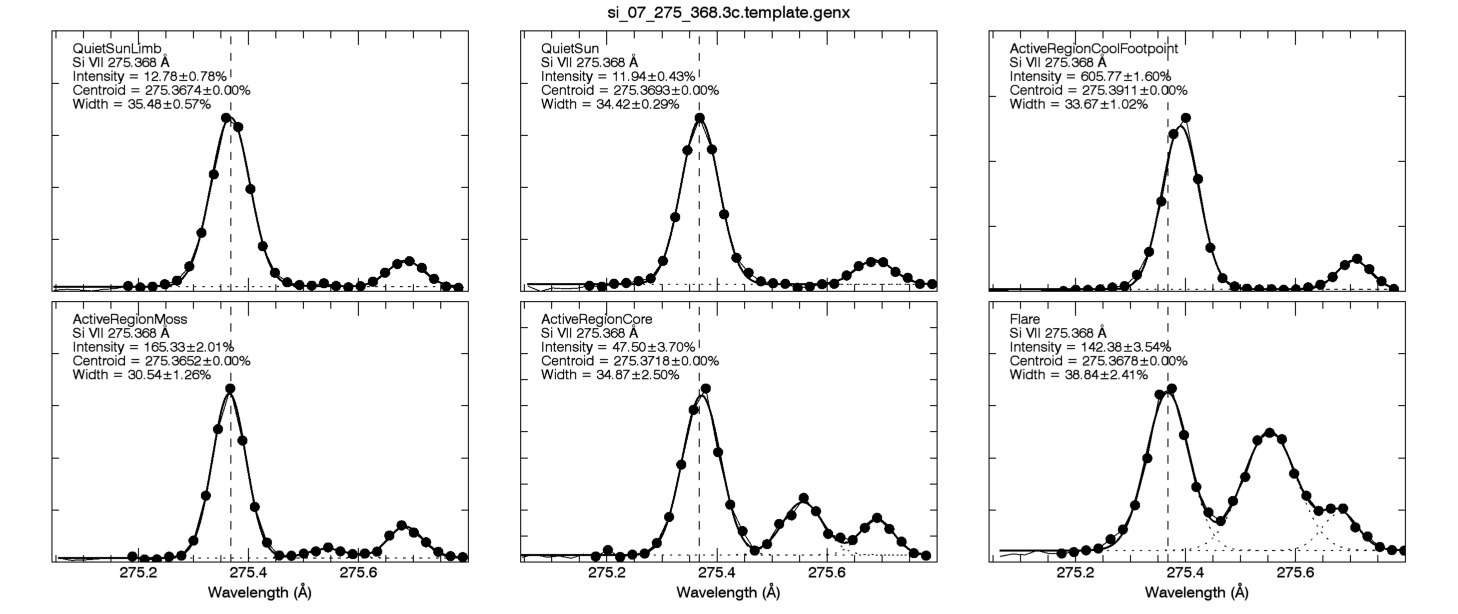 si_07_275_368.3c.template.genx
QuietSunLimb
Si VII 275.368 Å
Intensity = 12.78±0.78%
Centroid = 275.3674±0.00%
Width = 35.48±0.57%
QuietSun
Si VII 275.368 Å
Intensity = 11.94±0.43%
Centroid = 275.3693±0.00%
Width = 34.42±0.29%
ActiveRegionCoolFootpoint
Si VII 275.368 Å
Intensity = 605.77±1.60%
Centroid = 275.3911±0.00%
Width = 33.67±1.02%
ActiveRegionMoss
Si VII 275.368 Å
Intensity = 165.33±2.01%
Centroid = 275.3652±0.00%
Width = 30.54±1.26%
275.2 275.4 275.6
Wavelength (Å)
ActiveRegionCore
Si VII 275.368 Å
Intensity = 47.50±3.70%
Centroid = 275.3718±0.00%
Width = 34.87±2.50%
275.2 275.4 275.6
Wavelength (Å)
Flare
Si VII 275.368 Å
Intensity = 142.38±3.54%
Centroid = 275.3678±0.00%
Width = 38.84±2.41%
275.2 275.4 275.6
Wavelength (Å)